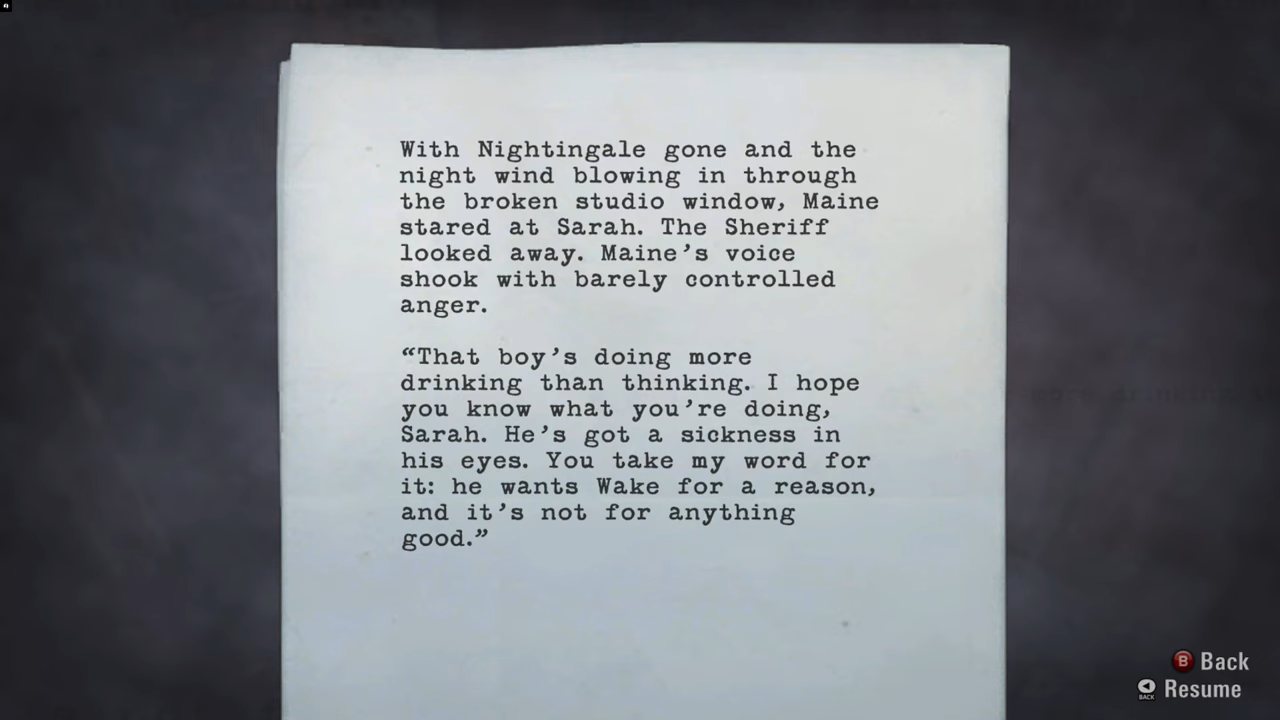 With Nightingale gone and the
night wind blowing in through
the broken studio window, Maine
stared at Sarah. The Sheriff
looked away. Maine’s voice
shook with barely controlled
anger.
“That boy’s doing more
drinking than thinking. I hope
you know what you’re doing,
Sarah. He’s got a sickness in
his eyes. You take my word for
it: he wants Wake for a reason,
and it’s not for anything
good.”
B Back
BACK Resume